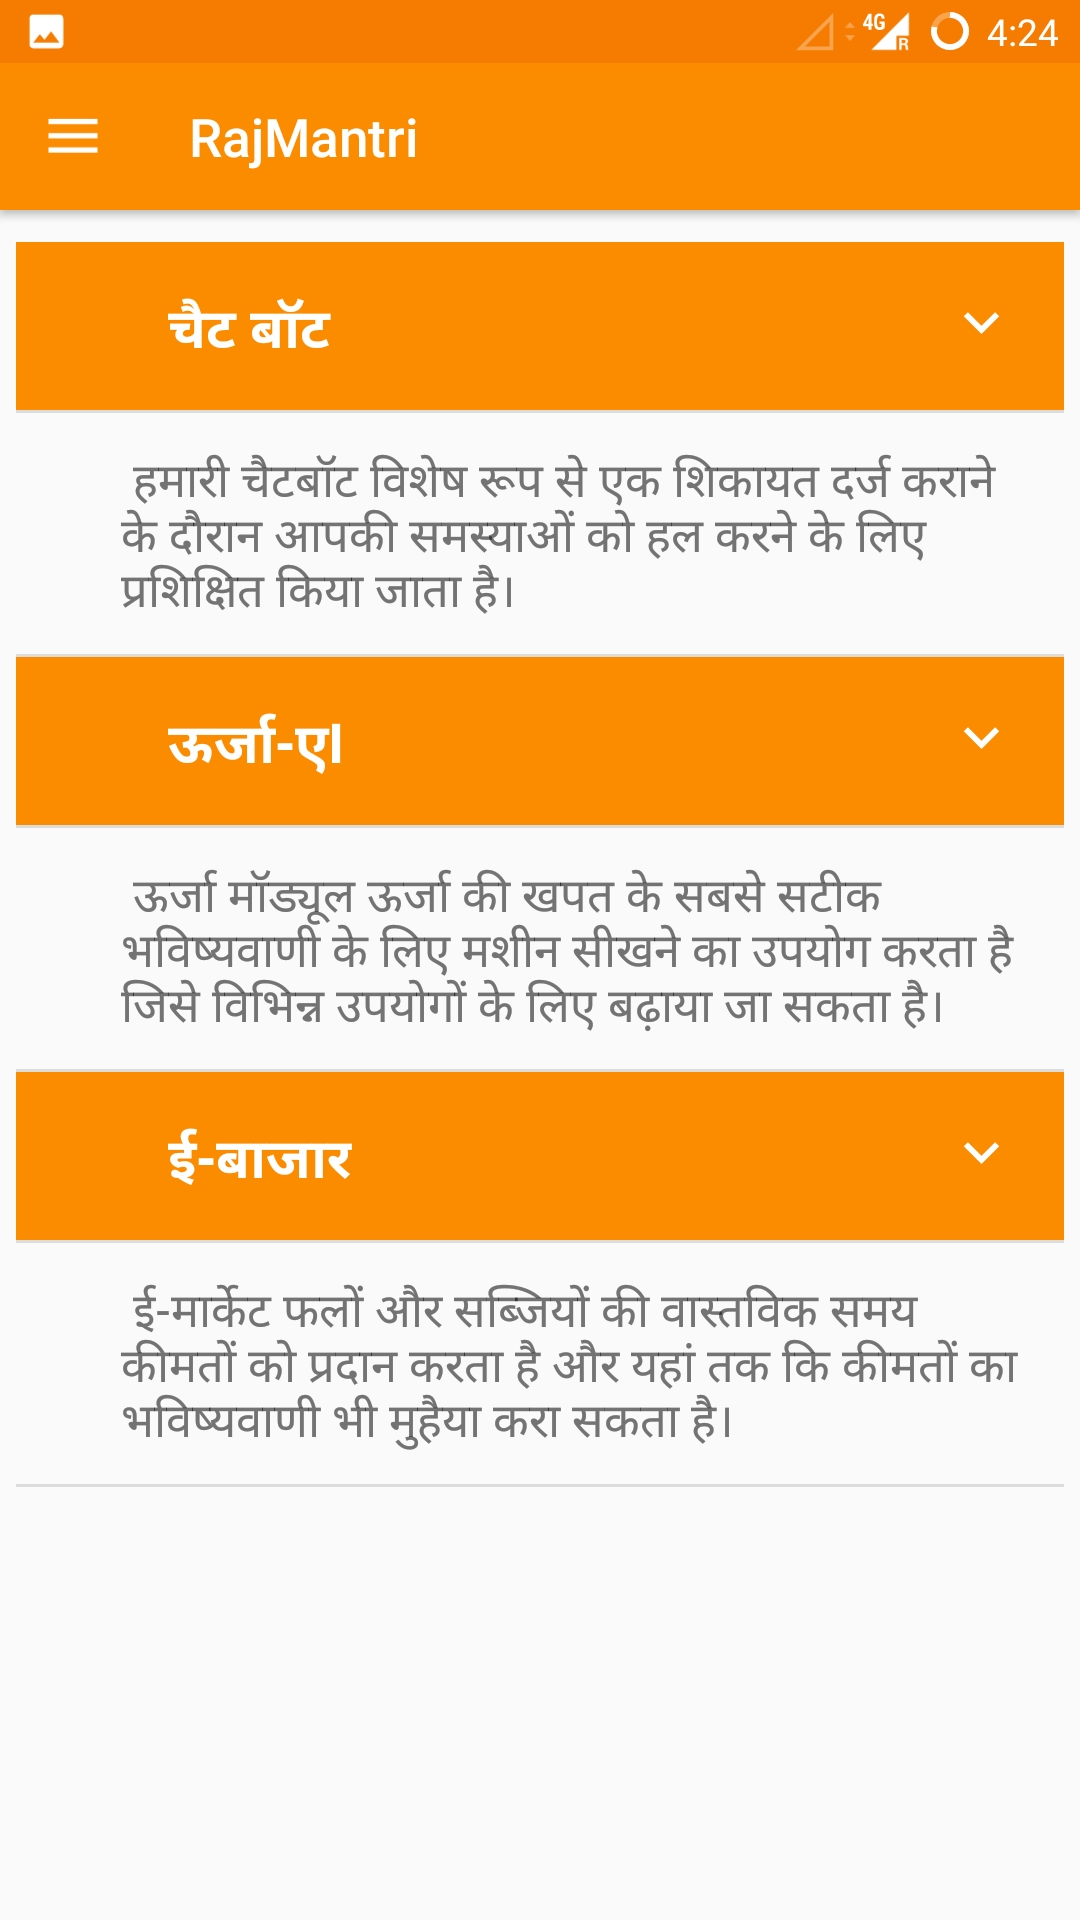 4G R 4:24
RajMantri
चैट बॉट
हमारी चैटबॉट विशेष रूप से एक शिकायत दर्ज कराने
के दौरान आपकी समस्याओं को हल करने के लिए
प्रशिक्षित किया जाता है।
ऊर्जा-एI
ऊर्जा मॉड्यूल ऊर्जा की खपत के सबसे सटीक
भविष्यवाणी के लिए मशीन सीखने का उपयोग करता है
जिसे विभिन्न उपयोगों के लिए बढ़ाया जा सकता है।
ई-बाजार
ई-मार्केट फलों और सब्जियों की वास्तविक समय
कीमतों को प्रदान करता है और यहां तक कि कीमतों का
भविष्यवाणी भी मुहैया करा सकता है।